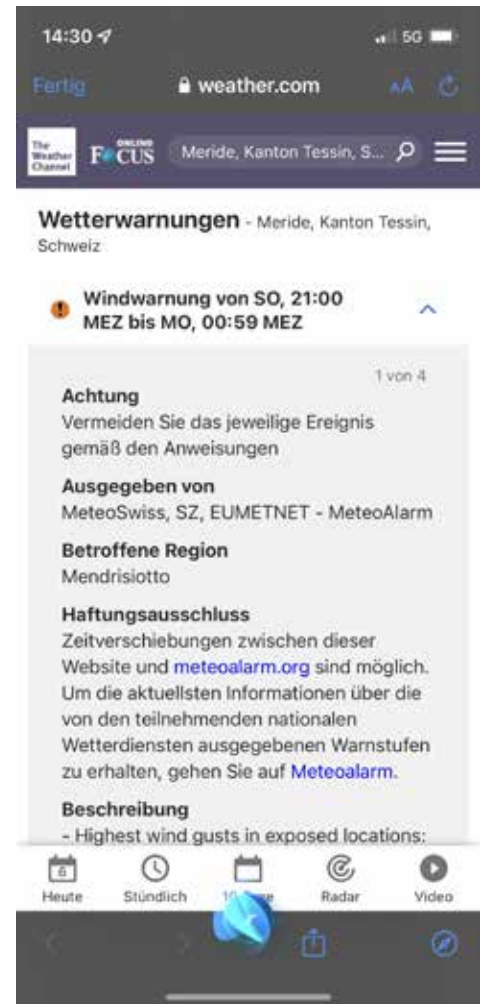 14:30
5G
Fertig
weather.com
AA
The
Weather
Channel
ONLINE
FOCUS
Meride, Kanton Tessin, S...
Wetterwarnungen - Meride, Kanton Tessin,
Schweiz
Windwarnung von SO, 21:00
MEZ bis MO, 00:59 MEZ
1 von 4
Achtung
Vermeiden Sie das jeweilige Ereignis
gemäß den Anweisungen
Ausgegeben von
MeteoSwiss, SZ, EUMETNET - MeteoAlarm
Betroffene Region
Mendrisiotto
Haftungsausschluss
Zeitverschiebungen zwischen dieser
Website und meteoalarm.org sind möglich.
Um die aktuellsten Informationen über die
von den teilnehmenden nationalen
Wetterdiensten ausgegebenen Warnstufen
zu erhalten, gehen Sie auf Meteoalarm.
Beschreibung
- Highest wind gusts in exposed locations:
6
Heute Stündlich Radar Video